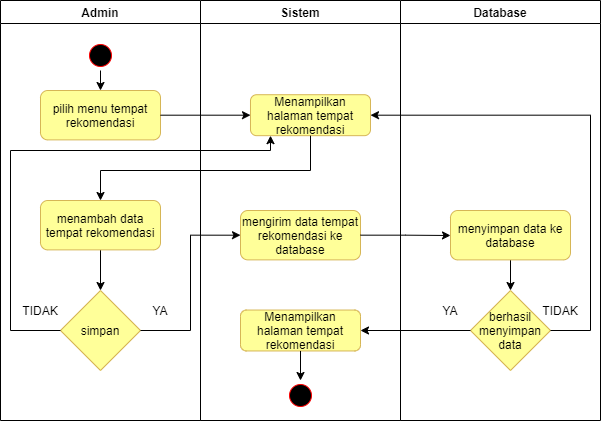 Admin
Sistem
Database
pilih menu tempat
rekomendasi
Menampilkan
halaman tempat
rekomendasi
menambah data
tempat rekomendasi
mengirim data tempat
rekomendasi ke
database
menyimpan data ke
database
TIDAK
simpan
YA
Menampilkan
halaman tempat
rekomendasi
YA
berhasil
menyimpan
data
TIDAK